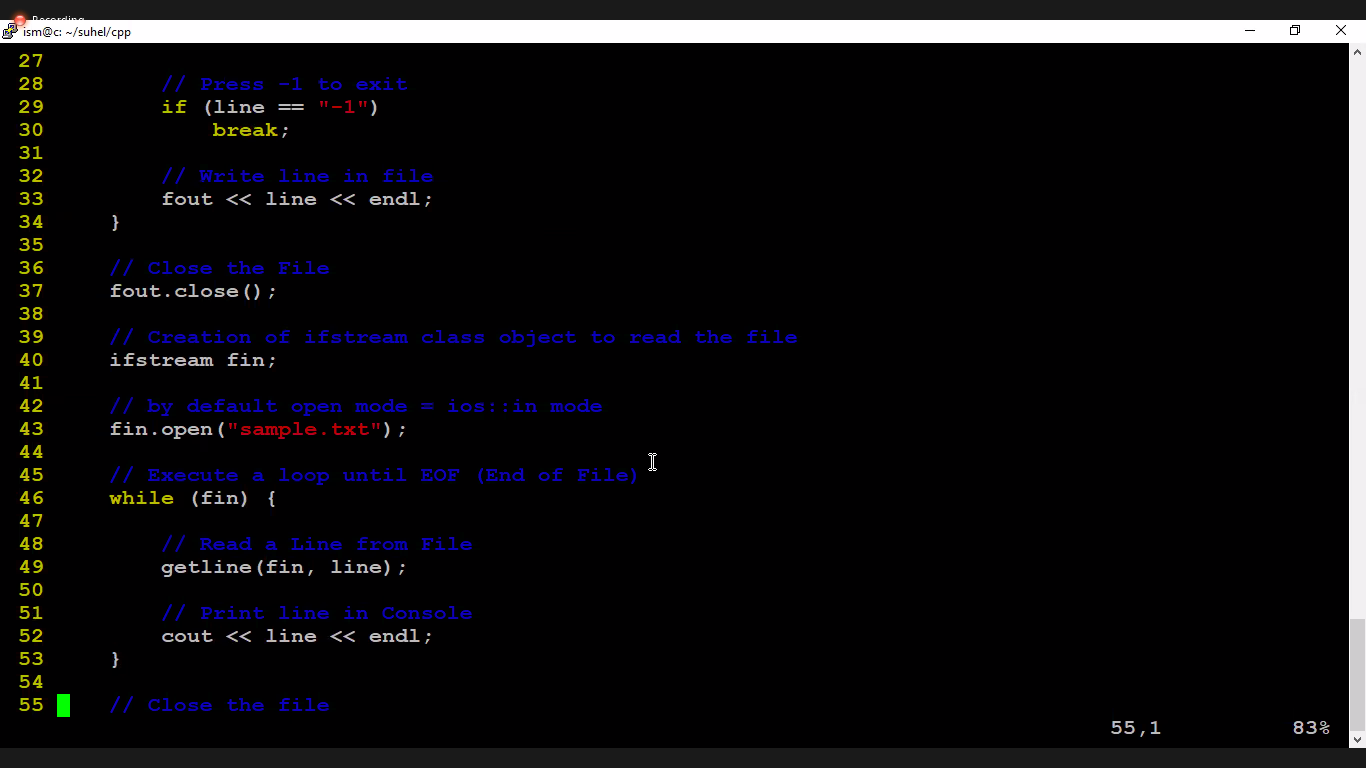 Recording
ism@c: ~/suhel/cpp
27
28 // Press -1 to exit
29 if (line == "-1")
30 break;
31
32 // Write line in file
33 fout << line << endl;
34 }
35
36 // Close the File
37 fout.close();
38
39 // Creation of ifstream class object to read the file
40 ifstream fin;
41
42 // by default open mode = ios::in mode
43 fin.open("sample.txt");
44
45 // Execute a loop until EOF (End of File)
46 while (fin) {
47
48 // Read a Line from File
49 getline(fin, line);
50
51 // Print line in Console
52 cout << line << endl;
53 }
54
55 // Close the file
55,1 83%